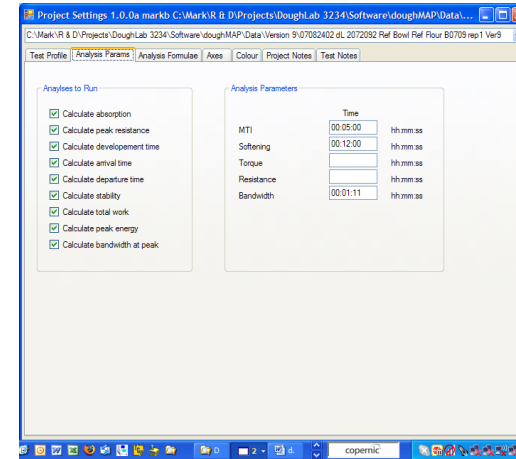 Project Settings 1.0.0a markb C:\Mark\R & D\Projects\DoughLab 3234\Software\doughMAP\Data\...
C:\Mark\R & D\Projects\DoughLab 3234\Software\doughMAP\Data\Version 9\07082402 dL 2072092 Ref Bowl Ref Flour B0709 rep1 Ver9
Test Profile Analysis Params Analysis Formulae Axes Colour Project Notes Test Notes
Anaylses to Run
Calculate absorption
Calculate peak resistance
Calculate developement time
Calculate arrival time
Calculate departure time
Calculate stability
Calculate total work
Calculate peak energy
Calculate bandwidth at peak
Analysis Parameters
Time
MTI 00:05:00 hh:mm:ss
Softening 00:12:00 hh:mm:ss
Torque hh:mm:ss
Resistance hh:mm:ss
Bandwidth 00:01:11 hh:mm:ss
D 2 d. copernic